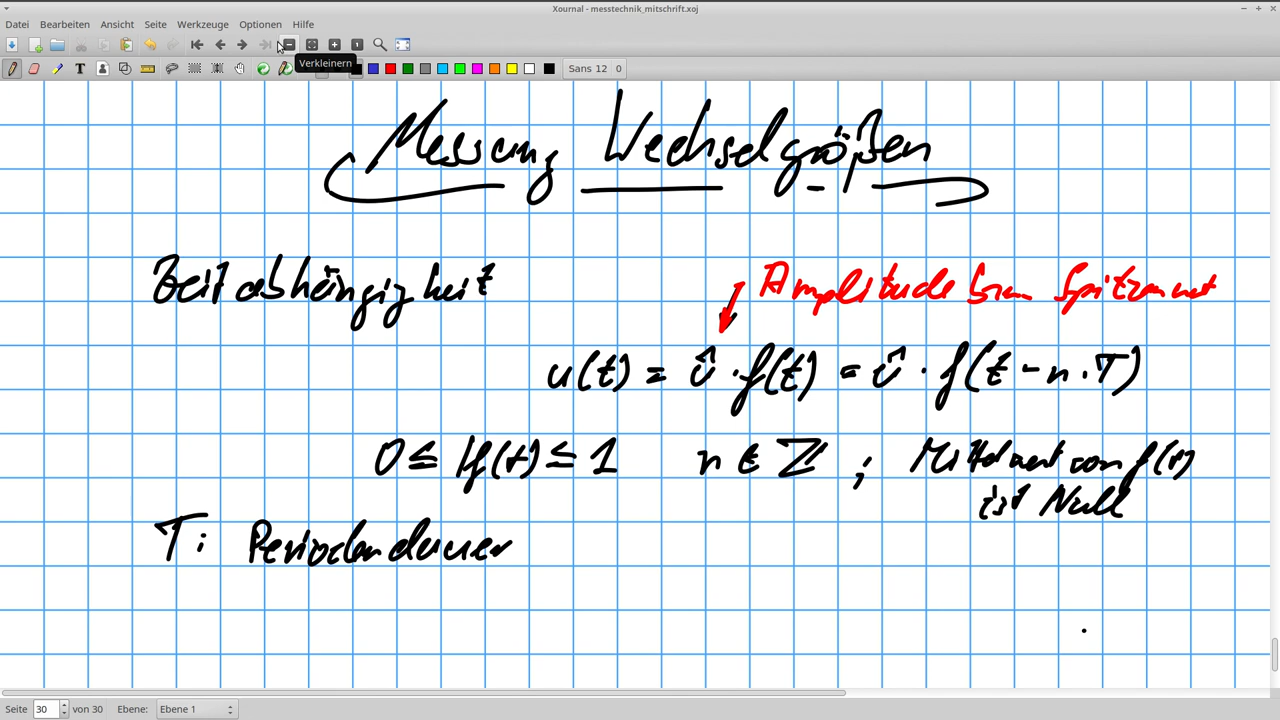 Xournal - messtechnik_mitschrift.xoj
Datei Bearbeiten Ansicht Seite Werkzeuge Optionen Hilfe
Verkleinern
Sans 12 0
Messung Wechselgrößen
Zeitabhängigkeit
Amplitude bzw. Spitzenwert
u(t) = û · f(t) = û · f(t - n · T)
0 ≤ |f(t)| ≤ 1 n ∈ ℤ ; Mittelwert von f(t)
ist Null
T: Periodendauer
Seite 30 von 30 Ebene: Ebene 1